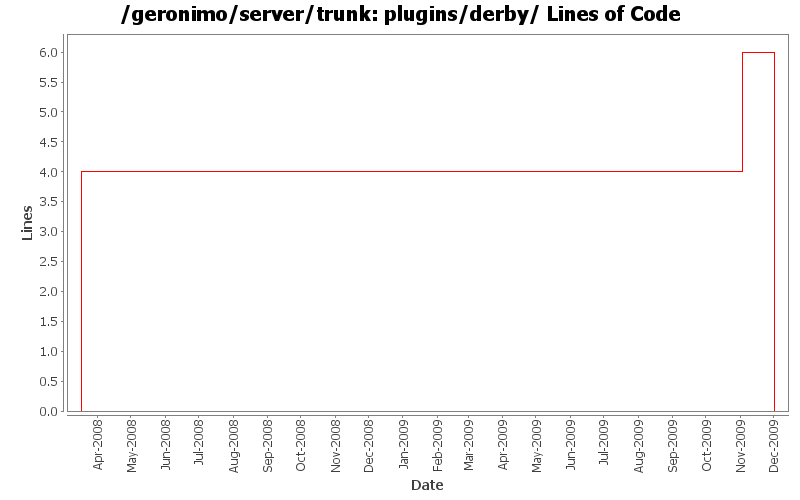 /geronimo/server/trunk: plugins/derby/ Lines of Code
6.0
5.5
5.0
4.5
4.0
3.5
3.0
2.5
2.0
1.5
1.0
0.5
0.0
Lines
Apr-2008
May-2008
Jun-2008
Jul-2008
Aug-2008
Sep-2008
Oct-2008
Nov-2008
Dec-2008
Jan-2009
Feb-2009
Mar-2009
Apr-2009
May-2009
Jun-2009
Jul-2009
Aug-2009
Sep-2009
Oct-2009
Nov-2009
Dec-2009
Date